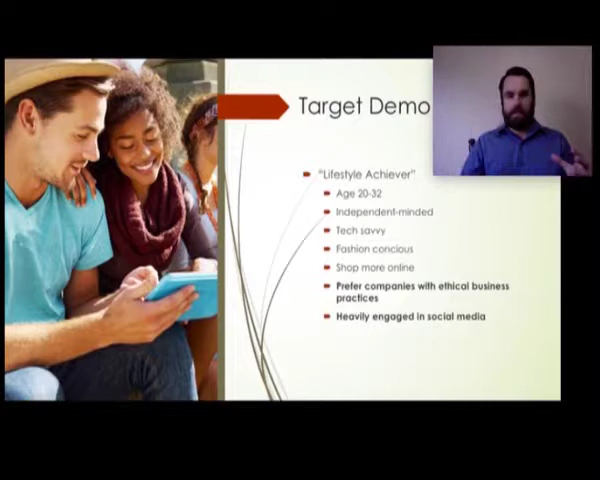 Target Demo
"Lifestyle Achiever"
Age 20-32
Independent-minded
Tech savvy
Fashion concious
Shop more online
Prefer companies with ethical business
practices
Heavily engaged in social media